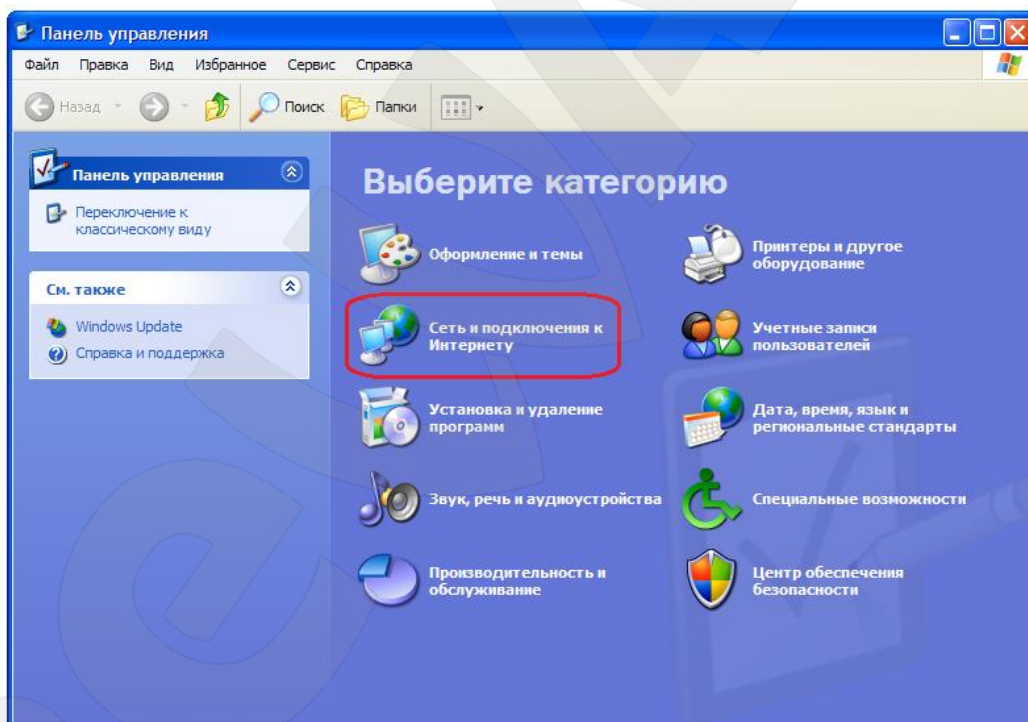 Панель управления
Файл Правка Вид Избранное Сервис Справка
Назад Поиск Папки
Панель управления
Переключение к
классическому виду
См. также
Windows Update
Справка и поддержка
Выберите категорию
Оформление и темы
Принтеры и другое
оборудование
Сеть и подключения к
Интернету
Учетные записи
пользователей
Установка и удаление
программ
Дата, время, язык и
региональные стандарты
Звук, речь и аудиоустройства
Специальные возможности
Производительность и
обслуживание
Центр обеспечения
безопасности